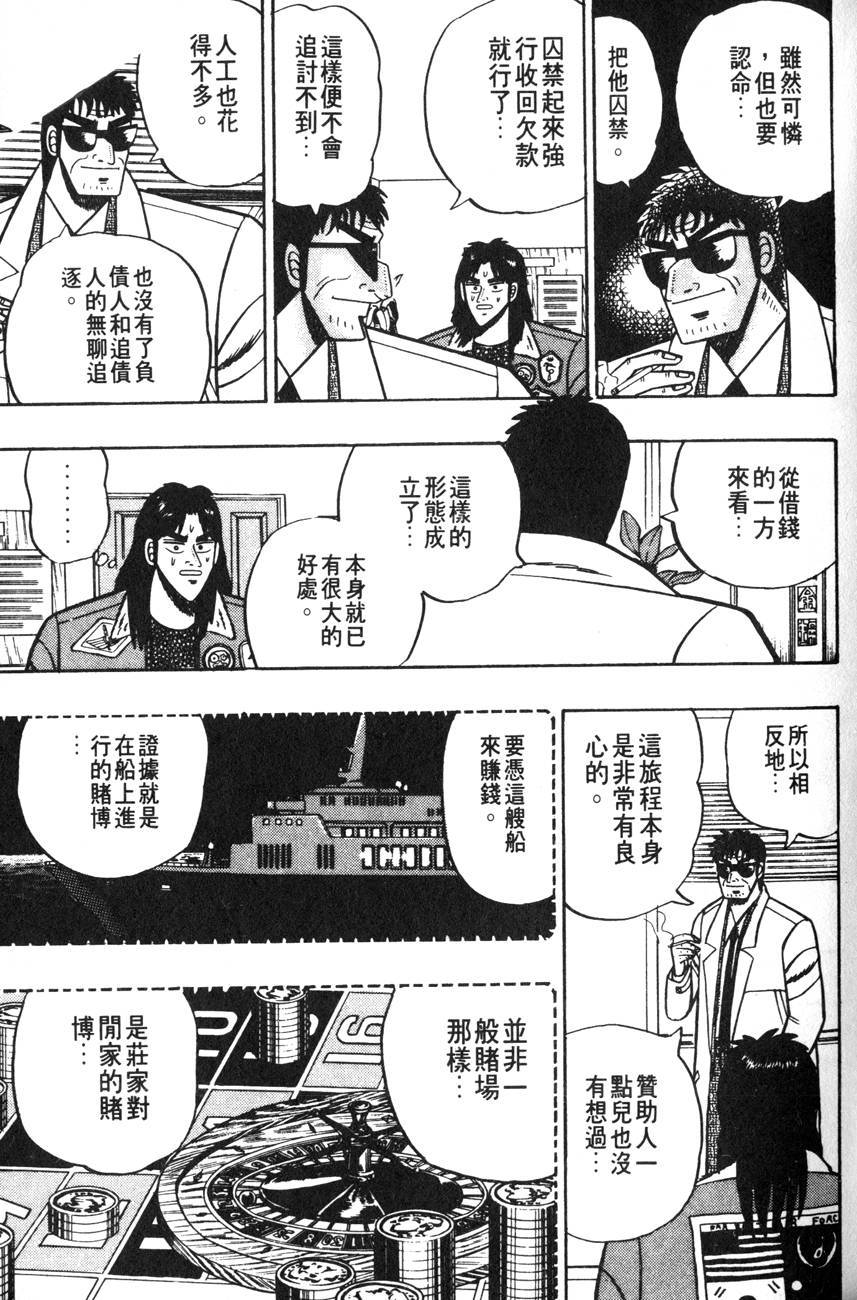 雖然可憐
，但也要
認命…
把他囚禁。
囚禁起來強
行收回欠款
就行了…
這樣便不會
追討不到…
人工也花
得不多。
也沒有了負
債人和追債
人的無聊追
逐。
從借錢
的一方
來看…
這樣的
形態成
立了…
本身就已
有很大的
好處。
………
所以相
反地…
這旅程本身
是非常有良
心的。
贊助人一
點兒也沒
有想過…
要憑這艘船
來賺錢。
證據就是
在船上進
行的賭博
…
並非一
般賭場
那樣…
是莊家對
閒家的賭
博…
16